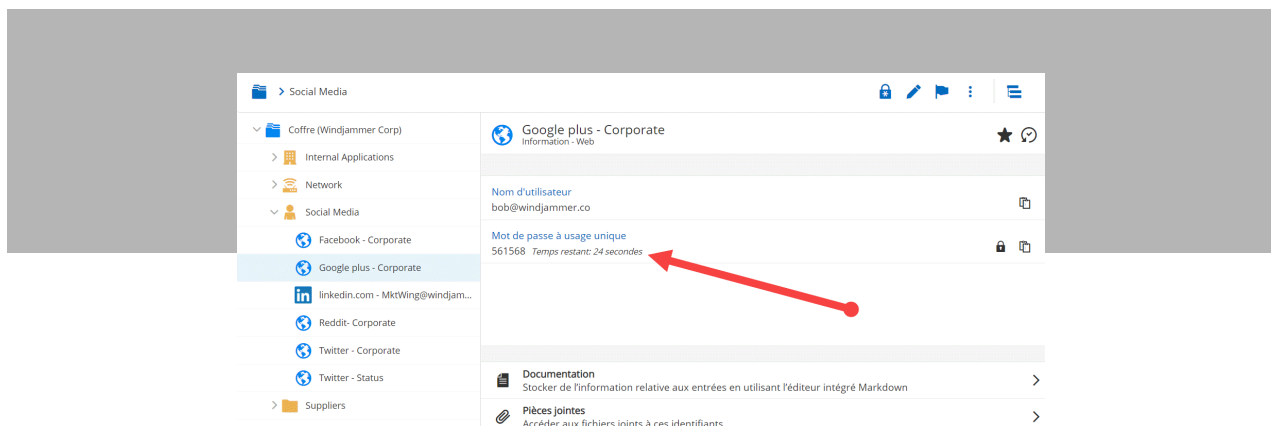 Social Media
Coffre (Windjammer Corp)
Internal Applications
Network
Social Media
Facebook - Corporate
Google plus - Corporate
linkedin.com - MktWing@windjam...
Reddit- Corporate
Twitter - Corporate
Twitter - Status
Suppliers
Google plus - Corporate
Information - Web
Nom d'utilisateur
bob@windjammer.co
Mot de passe à usage unique
561568 Temps restant: 24 secondes
Documentation
Stocker de l'information relative aux entrées en utilisant l'éditeur intégré Markdown
Pièces jointes
Accéder aux fichiers joints à ces identifiants